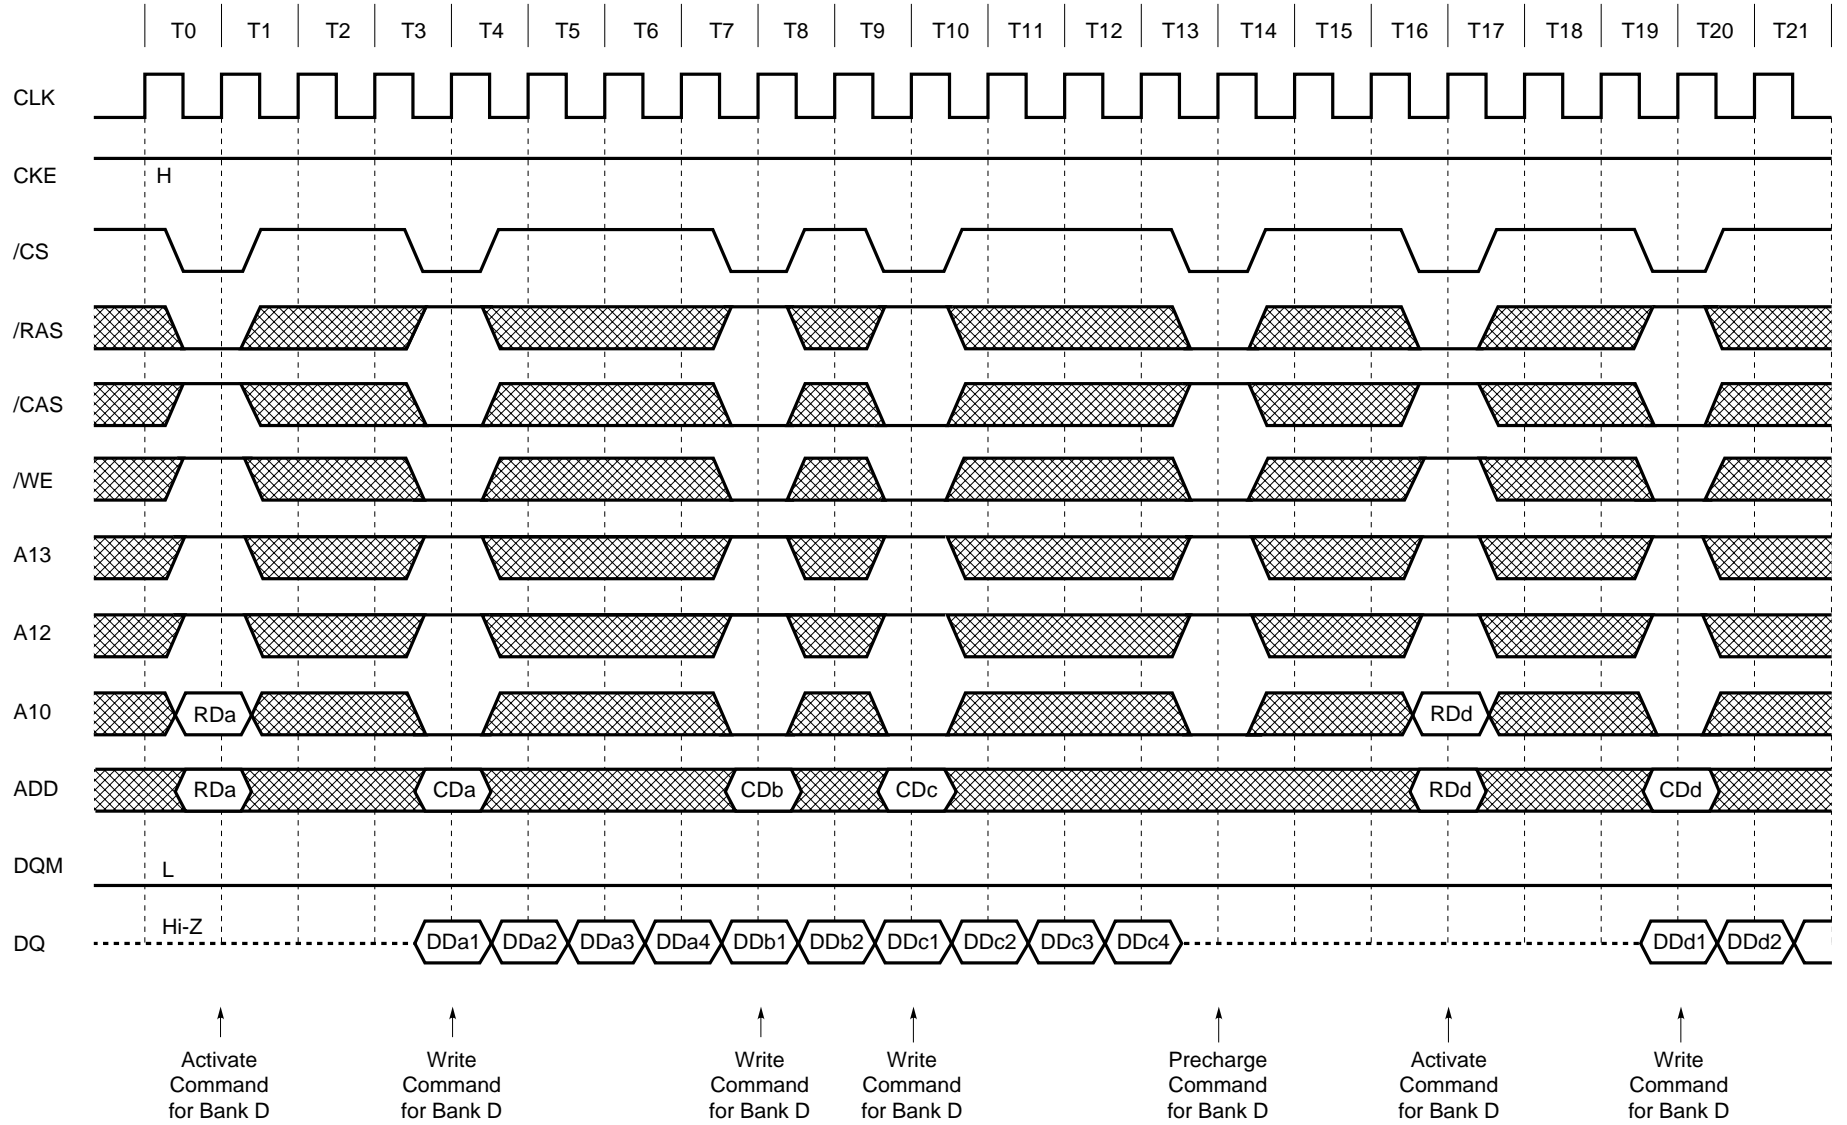 T0 T1 T2 T3 T4 T5 T6 T7 T8 T9 T10 T11 T12 T13 T14 T15 T16 T17 T18 T19 T20 T21
CLK
CKE H
/CS
/RAS
/CAS
/WE
A13
A12
A10 RDa RDd
ADD RDa CDa CDb CDc RDd CDd
DQM L
Hi-Z
DQ DDa1 DDa2 DDa3 DDa4 DDb1 DDb2 DDc1 DDc2 DDc3 DDc4 DDd1 DDd2
Activate
Command
for Bank D
Write
Command
for Bank D
Write
Command
for Bank D
Write
Command
for Bank D
Precharge
Command
for Bank D
Activate
Command
for Bank D
Write
Command
for Bank D